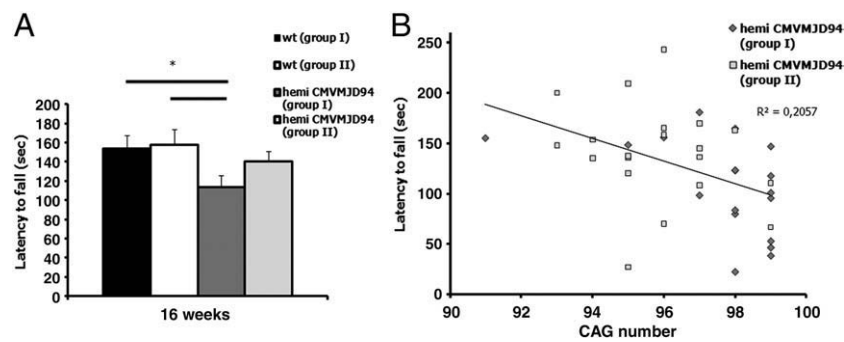 A
wt (group I)
wt (group II)
hemi CMVMJD94
(group I)
hemi CMVMJD94
(group II)
*
Latency to fall (sec)
200
180
160
140
120
100
80
60
40
20
0
16 weeks
B
hemi CMVMJD94
(group I)
hemi CMVMJD94
(group II)
R² = 0,2057
Latency to fall (sec)
250
200
150
100
50
0
90
92
94
96
98
100
CAG number